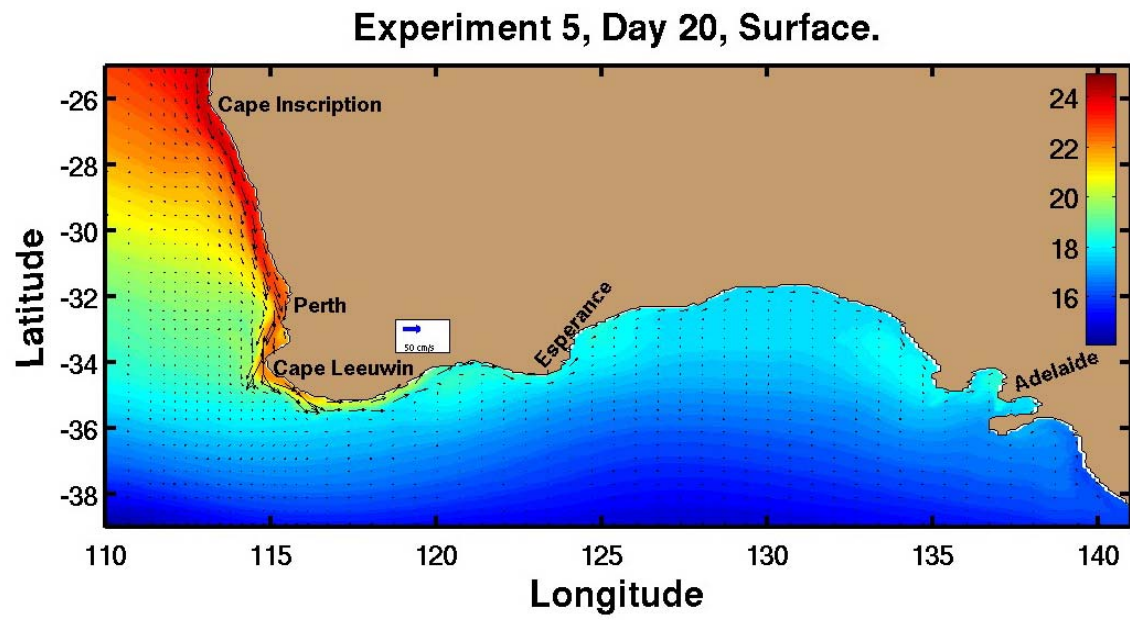 Experiment 5, Day 20, Surface.
-26
-28
-30
-32
-34
-36
-38
Latitude
Cape Inscription
Perth
Cape Leeuwin
50 cm/s
Esperance
Adelaide
24
22
20
18
16
110
115
120
125
130
135
140
Longitude